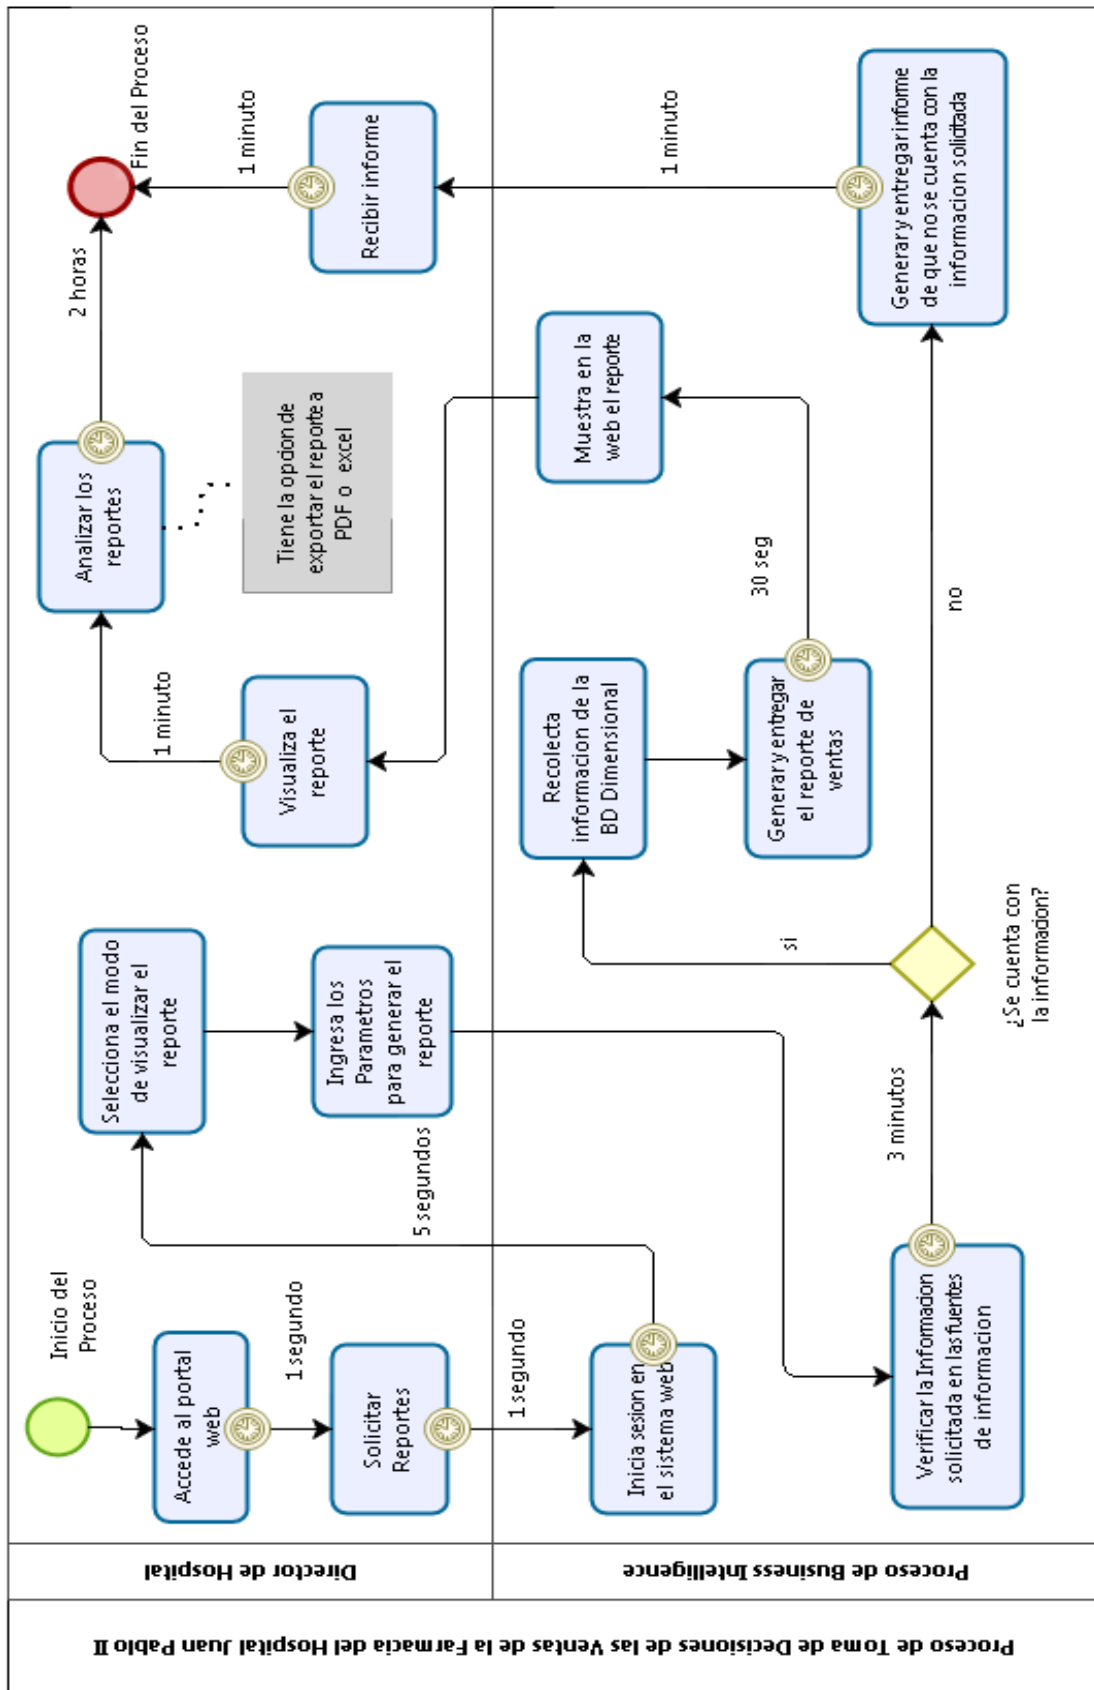 Proceso de Toma de Decisiones de las Ventas de la Farmacia del Hospital Juan Pablo II
Director de Hospital
Inicio del
Proceso
Accede al portal
web
1 segundo
Solicitar
Reportes
1 segundo
5 segundos
Selecciona el modo
de visualizar el
reporte
Ingresa los
Parametros
para generar el
reporte
Visualiza el
reporte
1 minuto
Analizar los
reportes
Tiene la opcion de
exportar el reporte a
PDF o excel
2 horas
Fin del Proceso
1 minuto
Recibir informe
Proceso de Business Intelligence
Inicia sesion en
el sistema web
Verificar la Informacion
solicitada en las fuentes
de informacion
3 minutos
¿Se cuenta con
la informacion?
si
no
Recolecta
informacion de la
BD Dimensional
Generar y entregar
el reporte de
ventas
30 seg
Muestra en la
web el reporte
1 minuto
Generar y entregar informe
de que no se cuenta con la
informacion solicitada